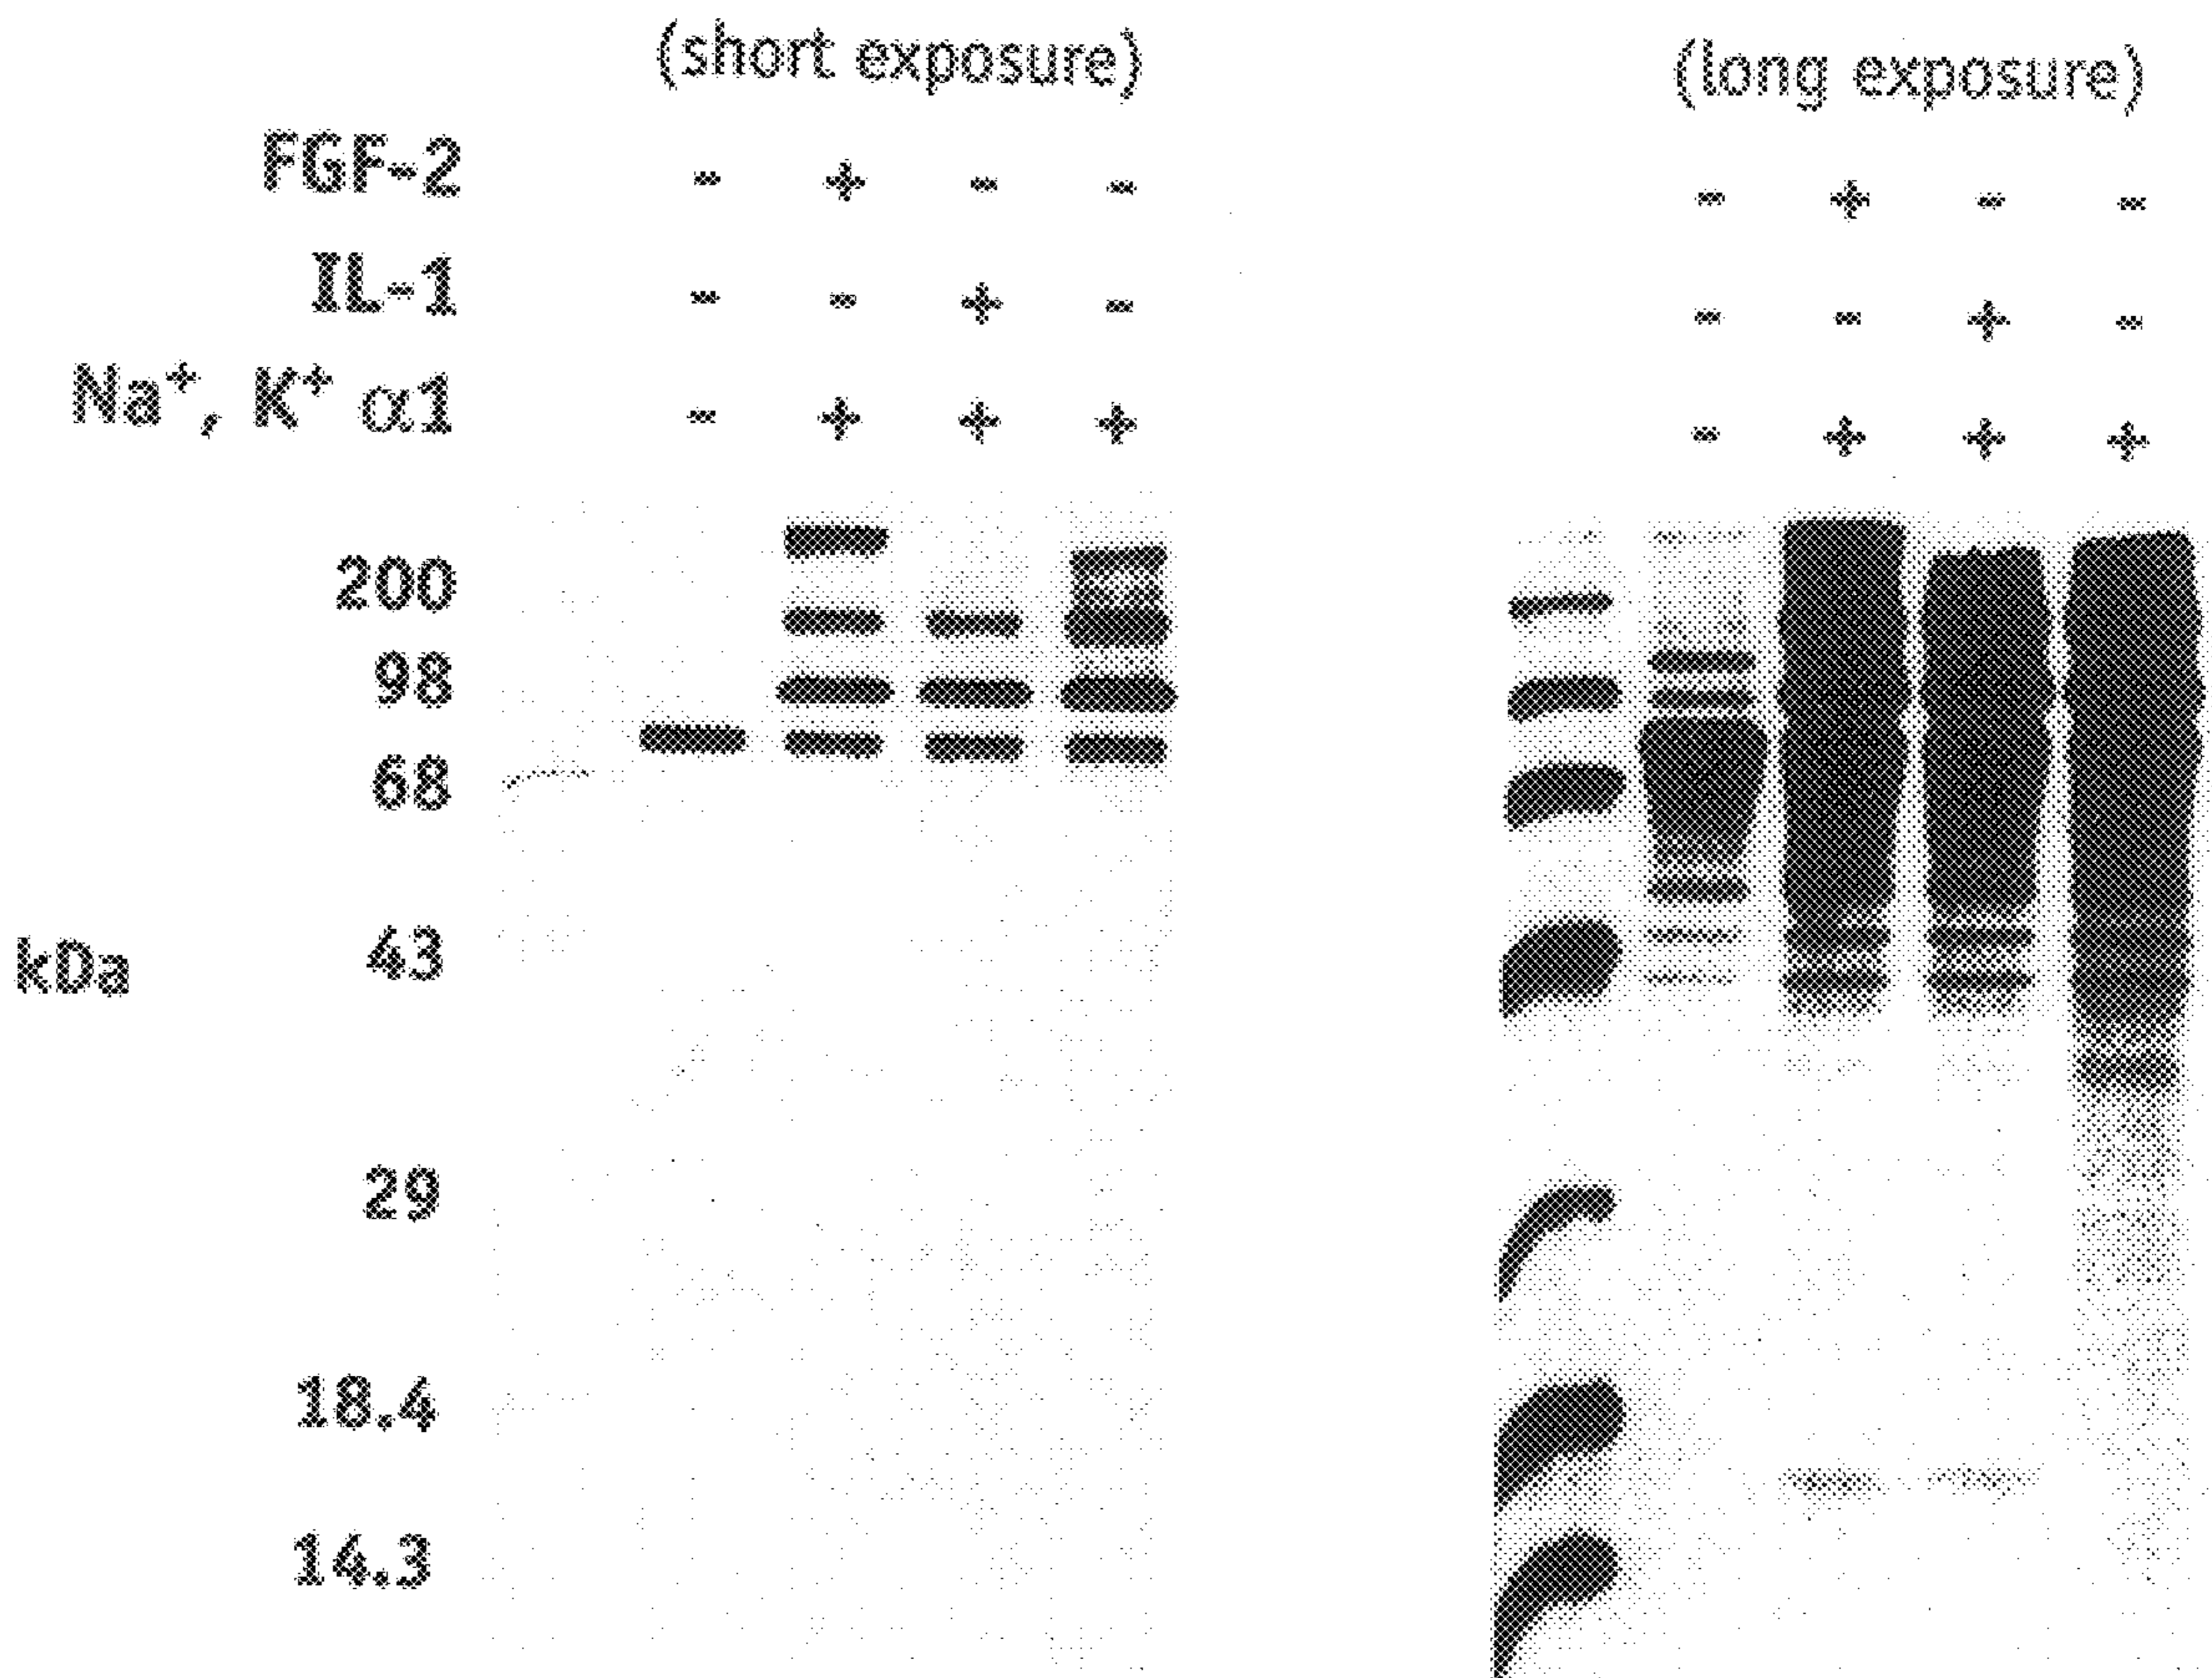 (short exposure) (long exposure)
FGF-2 - + - - - + - -
IL-1 - - + - - - + -
Na⁺, K⁺ α1 - + + + - + + +
200
98
68
kDa 43
29
18.4
14.3